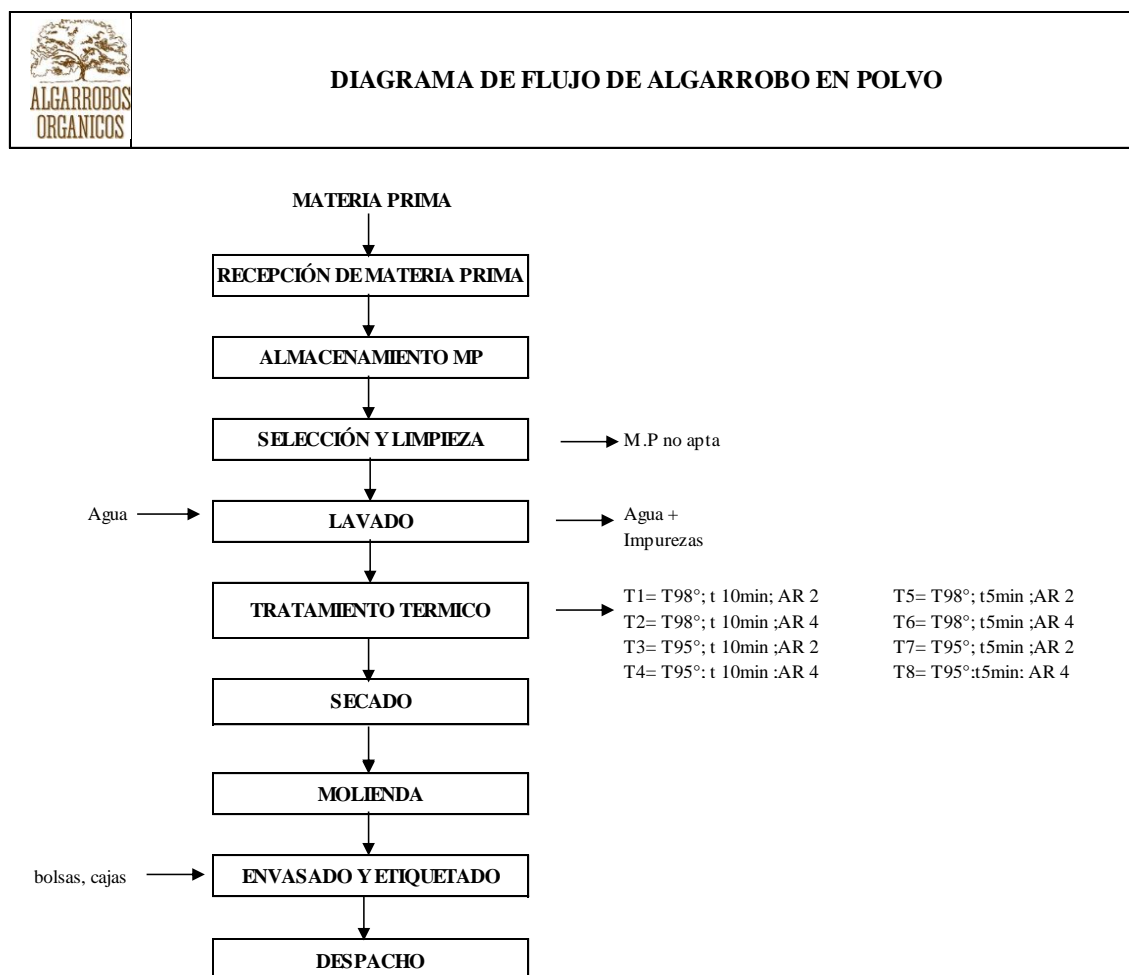 ALGARROBOS
ORGANICOS
DIAGRAMA DE FLUJO DE ALGARROBO EN POLVO
MATERIA PRIMA
RECEPCIÓN DE MATERIA PRIMA
ALMACENAMIENTO MP
SELECCIÓN Y LIMPIEZA
M.P no apta
Agua
LAVADO
Agua +
Impurezas
TRATAMIENTO TERMICO
T1= T98°; t 10min; AR 2
T2= T98°; t 10min ;AR 4
T3= T95°; t 10min ;AR 2
T4= T95°; t 10min ;AR 4
T5= T98°; t5min ;AR 2
T6= T98°; t5min ;AR 4
T7= T95°; t5min ;AR 2
T8= T95°;t5min; AR 4
SECADO
MOLIENDA
bolsas, cajas
ENVASADO Y ETIQUETADO
DESPACHO